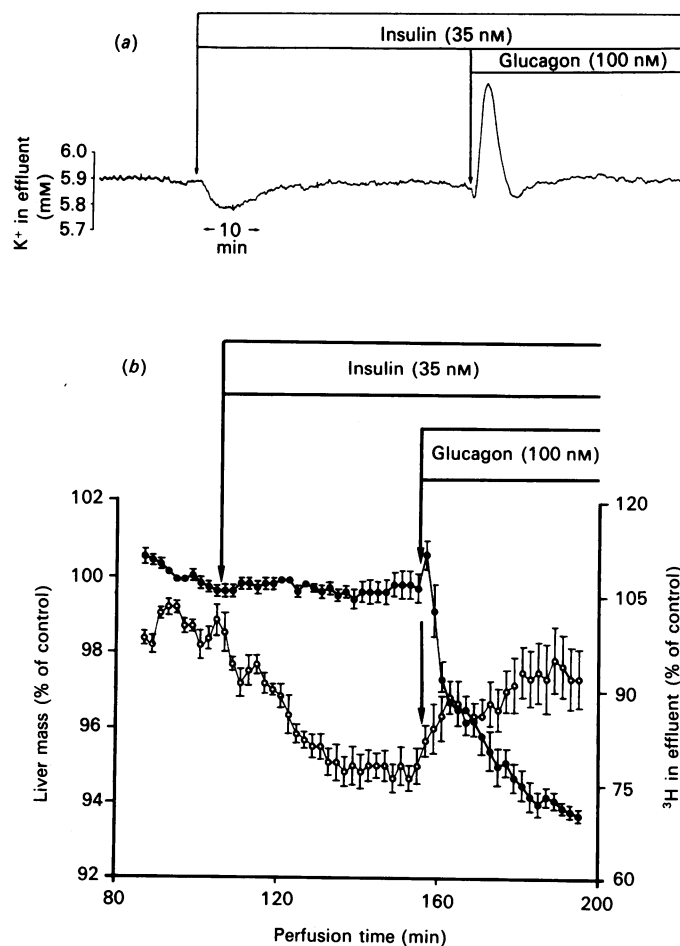 (a)
Insulin (35 nM)
Glucagon (100 nM)
K+ in effluent
(mM)
6.0
5.9
5.8
5.7
10
min
(b)
Insulin (35 nM)
Glucagon (100 nM)
Liver mass (% of control)
102
100
98
96
94
92
3H in effluent (% of control)
120
105
90
75
60
80 120 160 200
Perfusion time (min)